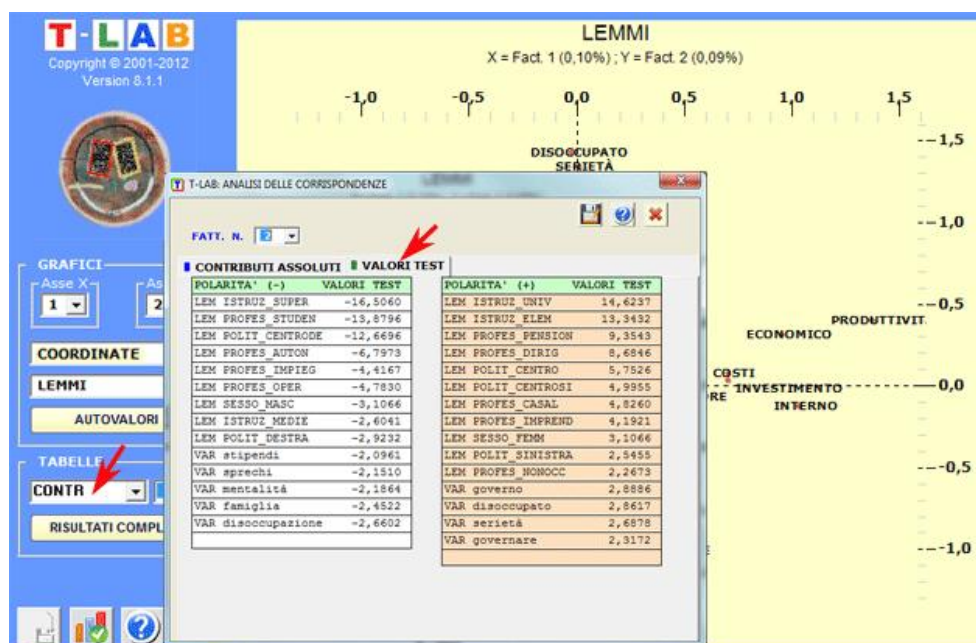 T-LAB
Copyright © 2001-2012
Version 8.1.1
LEMMI
X = Fact. 1 (0,10%) ; Y = Fact. 2 (0,09%)
-1,0 -0,5 0,0 0,5 1,0 1,5
1,5
1,0
0,5
0,0
-0,5
-1,0
DISOCCUPATO
SERIETÀ
PRODUTTIVIT
ECONOMICO
COSTI
INVESTIMENTO
RE
INTERNO
GRAFICI
Asse X
As
1
2
COORDINATE
LEMMI
AUTOVALORI
TABELLE
CONTR
RISULTATI COMPL
T-LAB: ANALISI DELLE CORRISPONDENZE
FATT. N. 2
CONTRIBUTI ASSOLUTI VALORI TEST
POLARITA' (-) VALORI TEST
LEM ISTRUZ_SUPER -16,5060
LEM PROFES_STUDEN -13,8796
LEM POLIT_CENTRODE -12,6696
LEM PROFES_AUTON -6,7973
LEM PROFES_IMPIEG -4,4167
LEM PROFES_OPER -4,7830
LEM SESSO_MASC -3,1066
LEM ISTRUZ_MEDIE -2,6041
LEM POLIT_DESTRA -2,9232
VAR stipendi -2,0961
VAR sprechi -2,1510
VAR mentalità -2,1864
VAR famiglia -2,4522
VAR disoccupazione -2,6602
POLARITA' (+) VALORI TEST
LEM ISTRUZ_UNIV 14,6237
LEM ISTRUZ_ELEM 13,3432
LEM PROFES_PENSION 9,3543
LEM PROFES_DIRIG 8,6846
LEM POLIT_CENTRO 5,7526
LEM POLIT_CENTROSI 4,9955
LEM PROFES_CASAL 4,8260
LEM PROFES_IMPREND 4,1921
LEM SESSO_FEMM 3,1066
LEM POLIT_SINISTRA 2,5455
LEM PROFES_NONOCC 2,2673
VAR governo 2,8886
VAR disoccupato 2,8617
VAR serietà 2,6878
VAR governare 2,3172